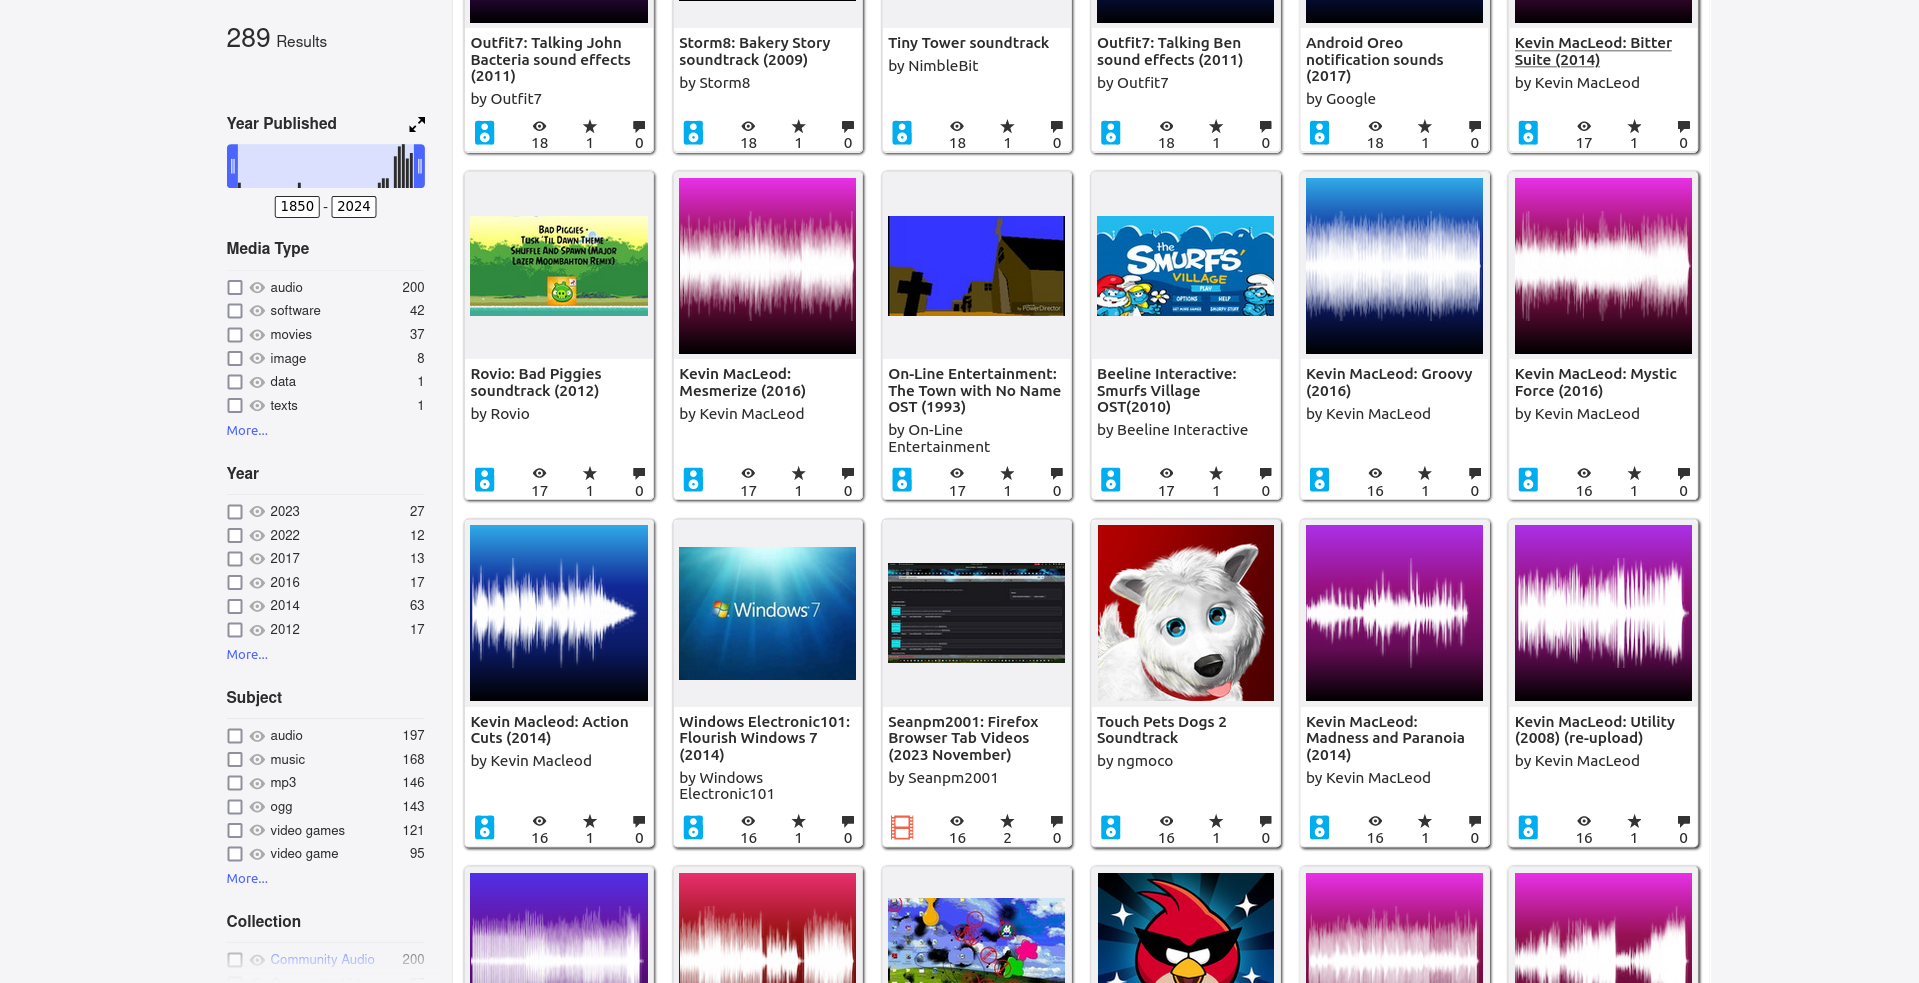 289 Results
Year Published
1850 - 2024
Media Type
audio 200
software 42
movies 37
image 8
data 1
texts 1
More...
Year
2023 27
2022 12
2017 13
2016 17
2014 63
2012 17
More...
Subject
audio 197
music 168
mp3 146
ogg 143
video games 121
video game 95
More...
Collection
Community Audio 200
Outfit7: Talking John
Bacteria sound effects
(2011)
by Outfit7
18 1 0
Storm8: Bakery Story
soundtrack (2009)
by Storm8
18 1 0
Tiny Tower soundtrack
by NimbleBit
18 1 0
Outfit7: Talking Ben
sound effects (2011)
by Outfit7
18 1 0
Android Oreo
notification sounds
(2017)
by Google
18 1 0
Kevin MacLeod: Bitter
Suite (2014)
by Kevin MacLeod
17 1 0
Bad Piggies -
Tusk 'Til Dawn Theme -
Shuffle And Spawn (Major
Lazer Moombahton Remix)
Rovio: Bad Piggies
soundtrack (2012)
by Rovio
17 1 0
Kevin MacLeod:
Mesmerize (2016)
by Kevin MacLeod
17 1 0
by PowerDirector
On-Line Entertainment:
The Town with No Name
OST (1993)
by On-Line
Entertainment
17 1 0
the
SMURFS'
VILLAGE
PLAY
OPTIONS HELP
GET MORE GAMES SMURFY STUFF
Beeline Interactive:
Smurfs Village
OST(2010)
by Beeline Interactive
17 1 0
Kevin MacLeod: Groovy
(2016)
by Kevin MacLeod
16 1 0
Kevin MacLeod: Mystic
Force (2016)
by Kevin MacLeod
16 1 0
Kevin Macleod: Action
Cuts (2014)
by Kevin Macleod
16 1 0
Windows 7
Windows Electronic101:
Flourish Windows 7
(2014)
by Windows
Electronic101
16 1 0
Seanpm2001: Firefox
Browser Tab Videos
(2023 November)
by Seanpm2001
16 2 0
Touch Pets Dogs 2
Soundtrack
by ngmoco
16 1 0
Kevin MacLeod:
Madness and Paranoia
(2014)
by Kevin MacLeod
16 1 0
Kevin MacLeod: Utility
(2008) (re-upload)
by Kevin MacLeod
16 1 0